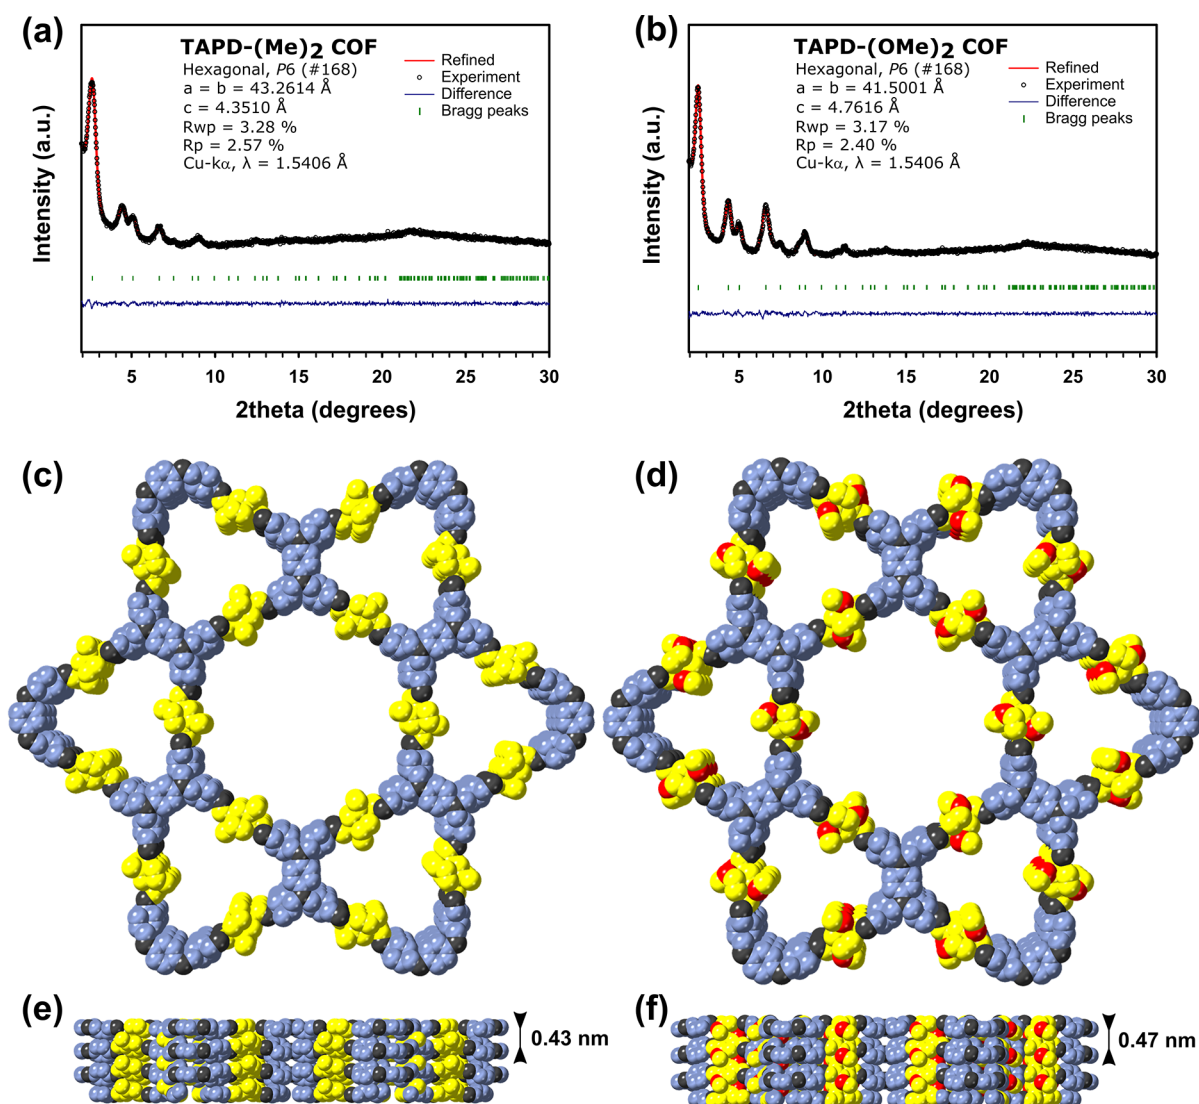 (a)
TAPD-(Me)2 COF
Hexagonal, P6 (#168)
a = b = 43.2614 Å
c = 4.3510 Å
Rwp = 3.28 %
Rp = 2.57 %
Cu-kα, λ = 1.5406 Å
Refined
Experiment
Difference
Bragg peaks
Intensity (a.u.)
5 10 15 20 25 30
2theta (degrees)
(b)
TAPD-(OMe)2 COF
Hexagonal, P6 (#168)
a = b = 41.5001 Å
c = 4.7616 Å
Rwp = 3.17 %
Rp = 2.40 %
Cu-kα, λ = 1.5406 Å
Refined
Experiment
Difference
Bragg peaks
Intensity (a.u.)
5 10 15 20 25 30
2theta (degrees)
(c)
(d)
(e)
0.43 nm
(f)
0.47 nm